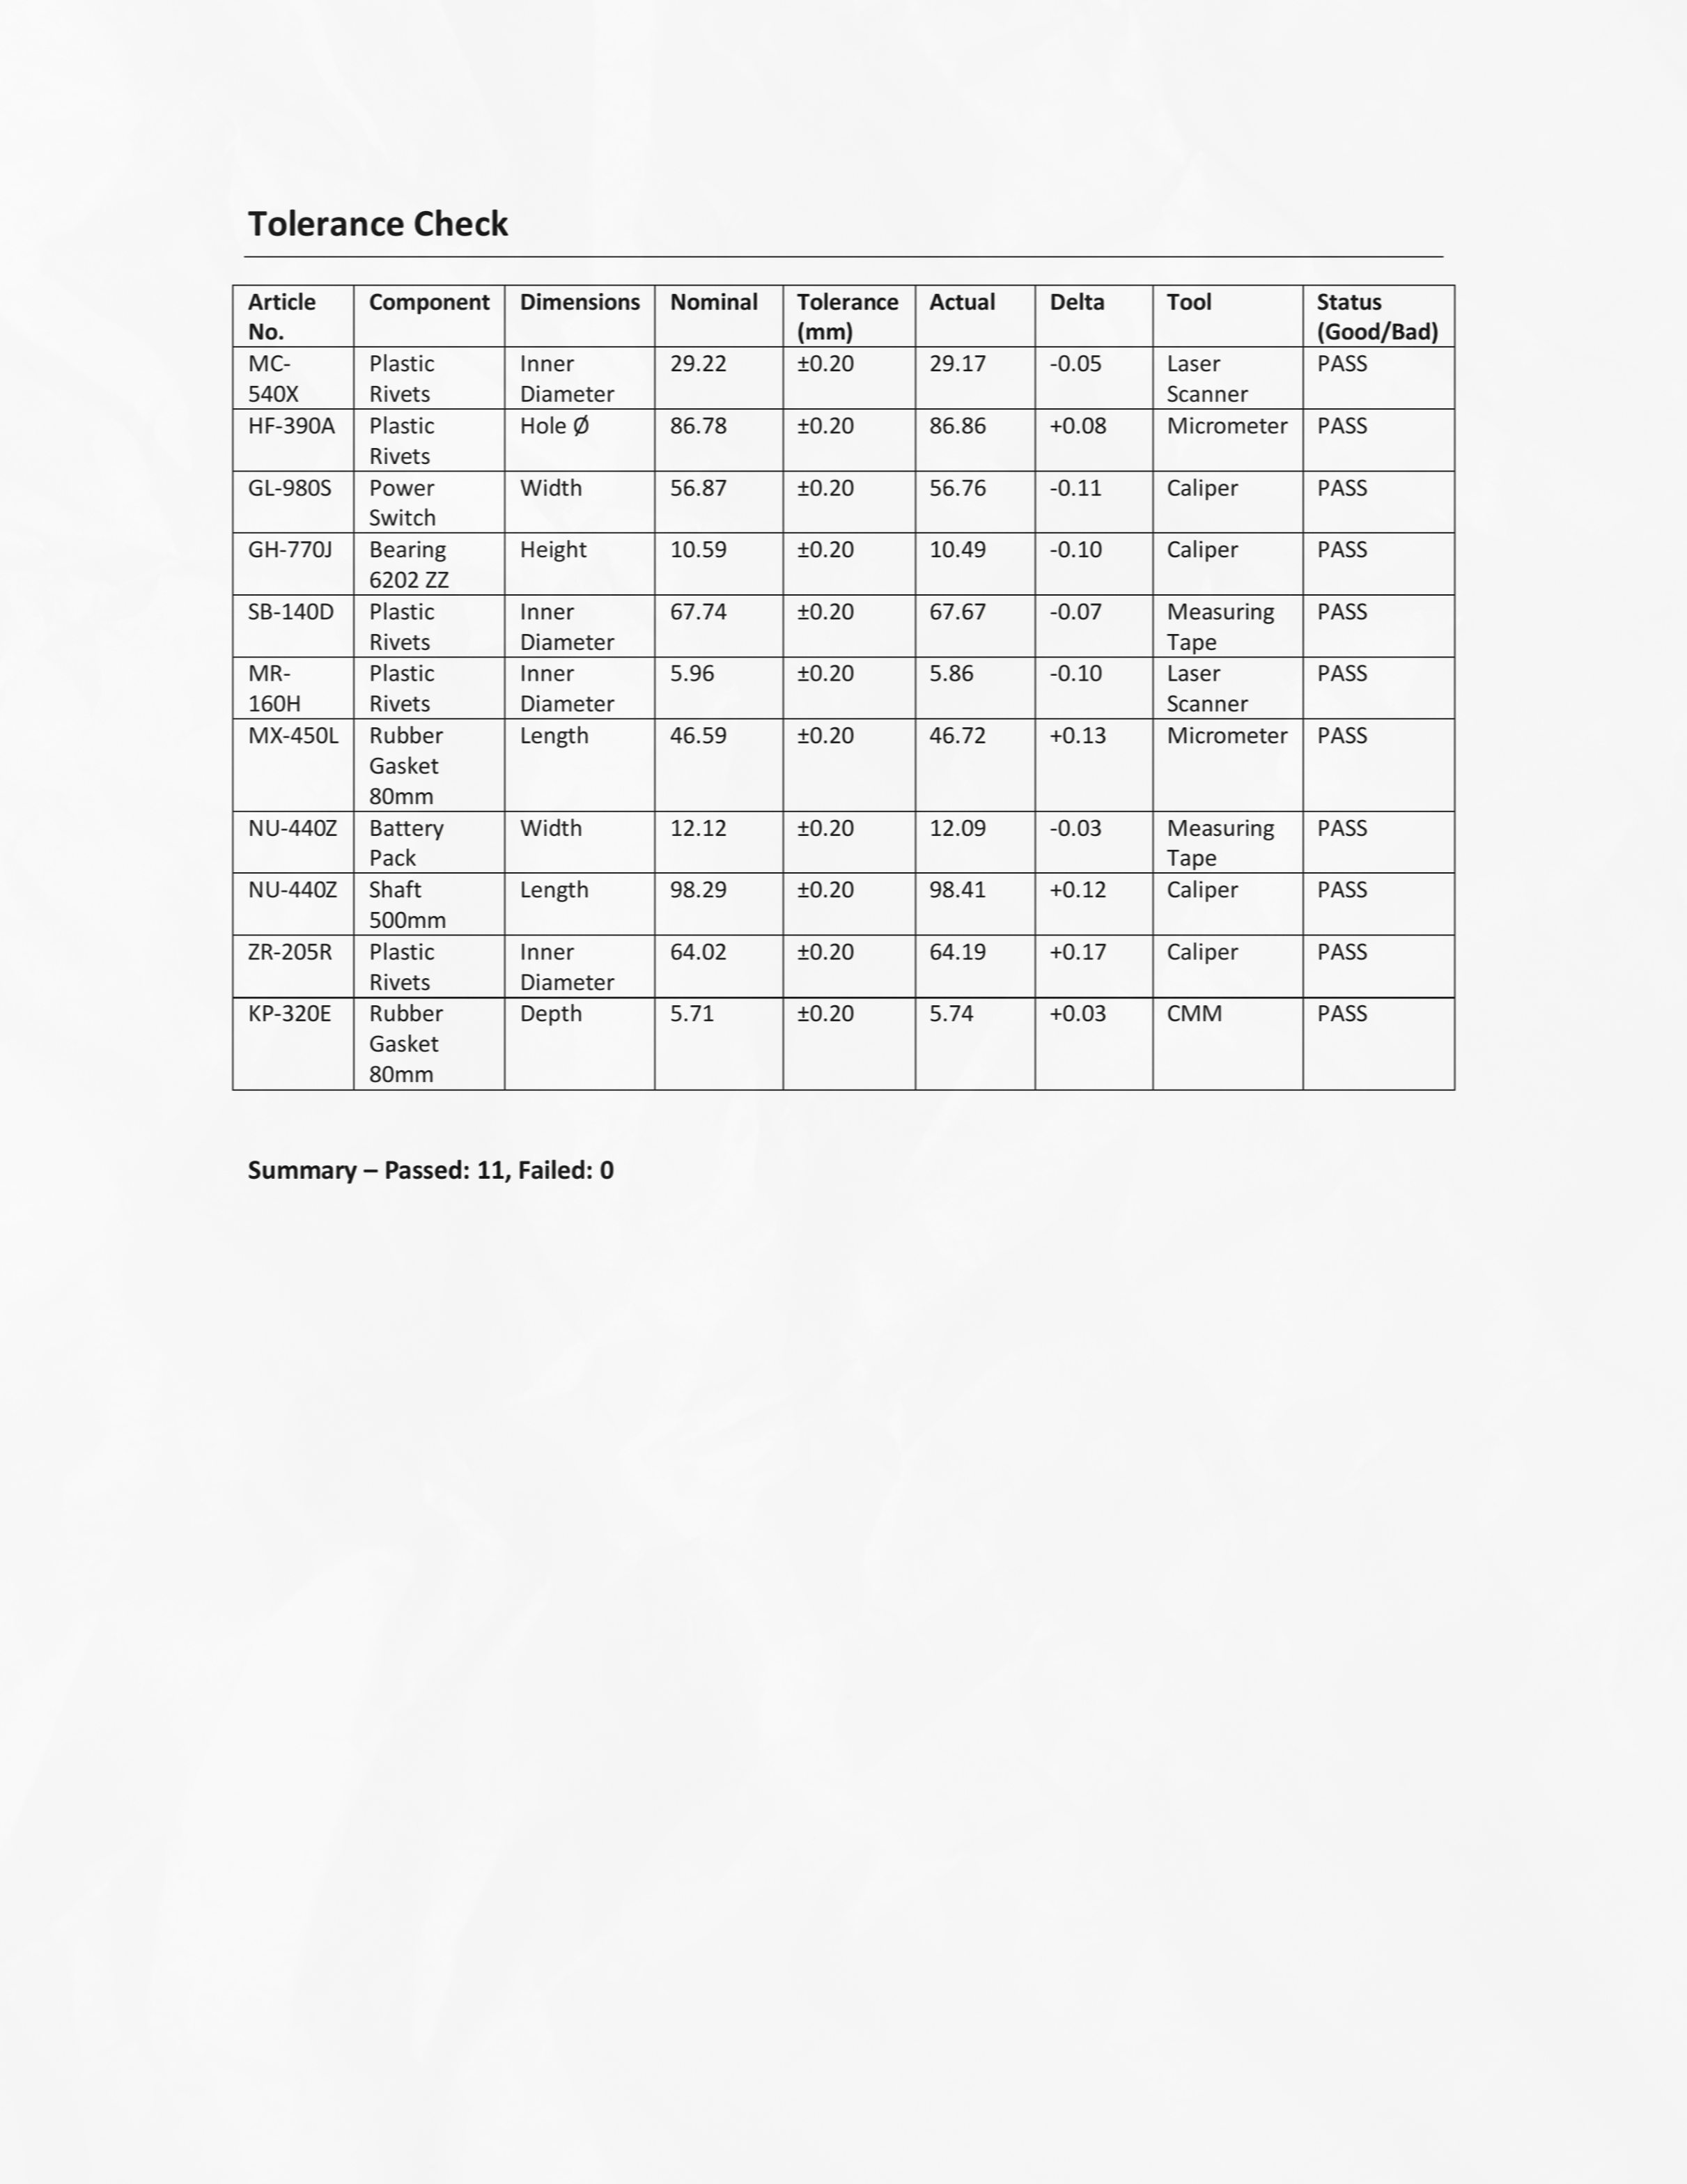 Tolerance Check
Article No. Component Dimensions Nominal Tolerance (mm) Actual Delta Tool Status (Good/Bad)
MC-540X Plastic Rivets Inner Diameter 29.22 ±0.20 29.17 -0.05 Laser Scanner PASS
HF-390A Plastic Rivets Hole Ø 86.78 ±0.20 86.86 +0.08 Micrometer PASS
GL-980S Power Switch Width 56.87 ±0.20 56.76 -0.11 Caliper PASS
GH-770J Bearing 6202 ZZ Height 10.59 ±0.20 10.49 -0.10 Caliper PASS
SB-140D Plastic Rivets Inner Diameter 67.74 ±0.20 67.67 -0.07 Measuring Tape PASS
MR-160H Plastic Rivets Inner Diameter 5.96 ±0.20 5.86 -0.10 Laser Scanner PASS
MX-450L Rubber Gasket 80mm Length 46.59 ±0.20 46.72 +0.13 Micrometer PASS
NU-440Z Battery Pack Width 12.12 ±0.20 12.09 -0.03 Measuring Tape PASS
NU-440Z Shaft 500mm Length 98.29 ±0.20 98.41 +0.12 Caliper PASS
ZR-205R Plastic Rivets Inner Diameter 64.02 ±0.20 64.19 +0.17 Caliper PASS
KP-320E Rubber Gasket 80mm Depth 5.71 ±0.20 5.74 +0.03 CMM PASS
Summary – Passed: 11, Failed: 0